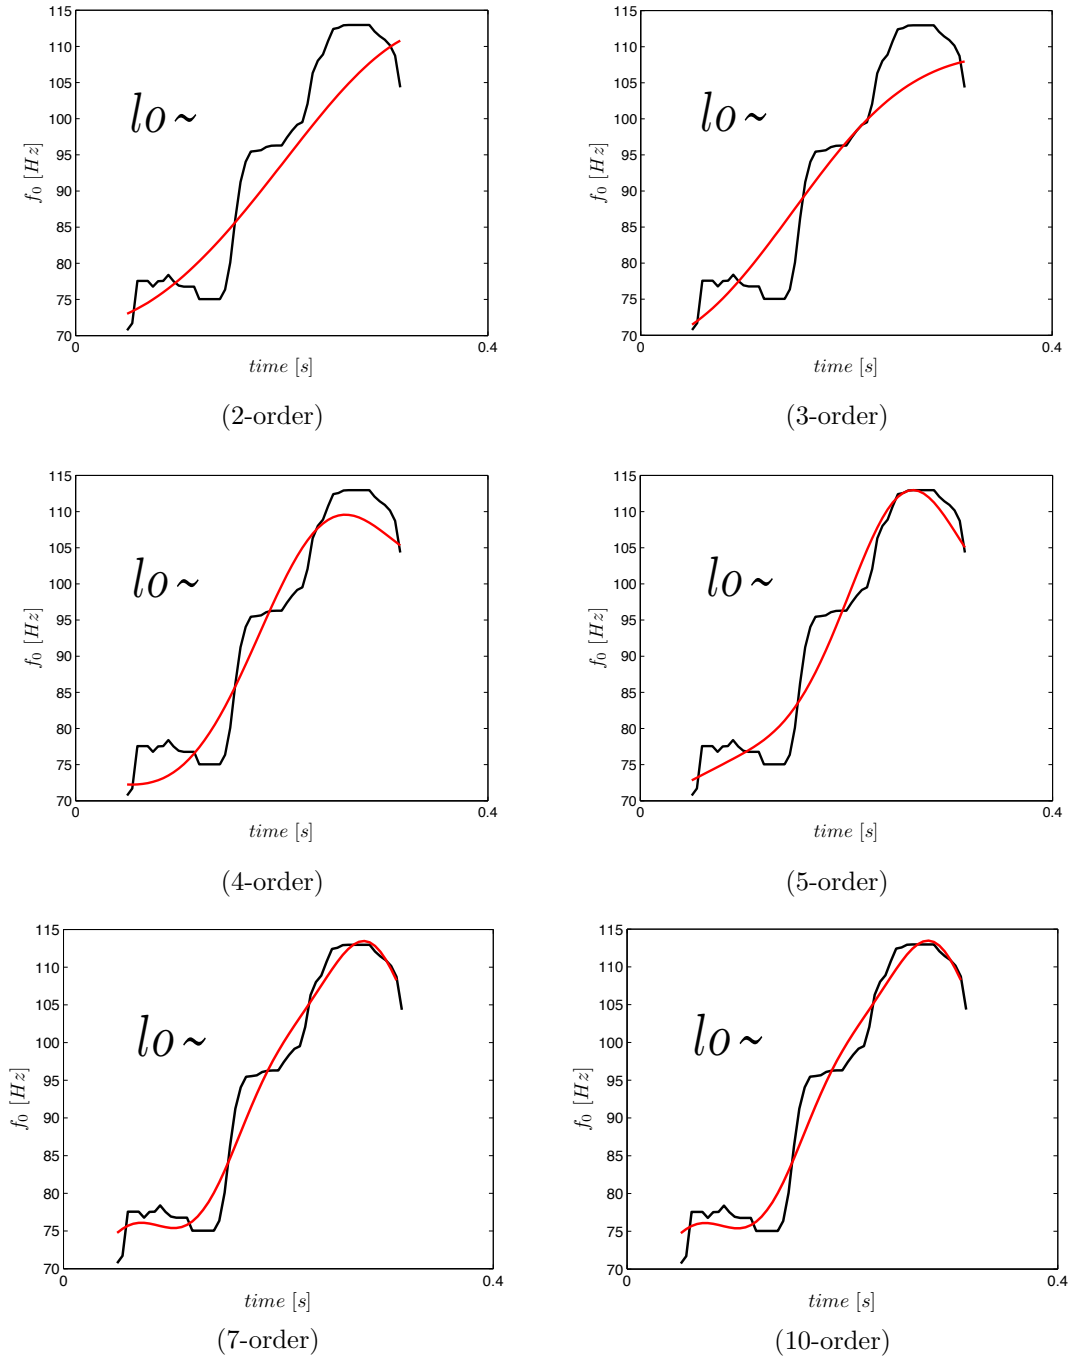 115 115
110 110
105 105
100 100
95 95
90 90
85 85
80 80
75 75
70 70
f₀ [Hz] f₀ [Hz]
lo ~ lo ~
0 0.4 0 0.4
time [s] time [s]
(2-order) (3-order)
115 115
110 110
105 105
100 100
95 95
90 90
85 85
80 80
75 75
70 70
f₀ [Hz] f₀ [Hz]
lo ~ lo ~
0 0.4 0 0.4
time [s] time [s]
(4-order) (5-order)
115 115
110 110
105 105
100 100
95 95
90 90
85 85
80 80
75 75
70 70
f₀ [Hz] f₀ [Hz]
lo ~ lo ~
0 0.4 0 0.4
time [s] time [s]
(7-order) (10-order)